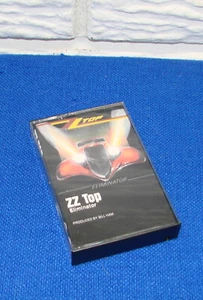 ZZ TOP
ELIMINATOR
ZZ Top
Eliminator
PRODUCED BY BILL HAM